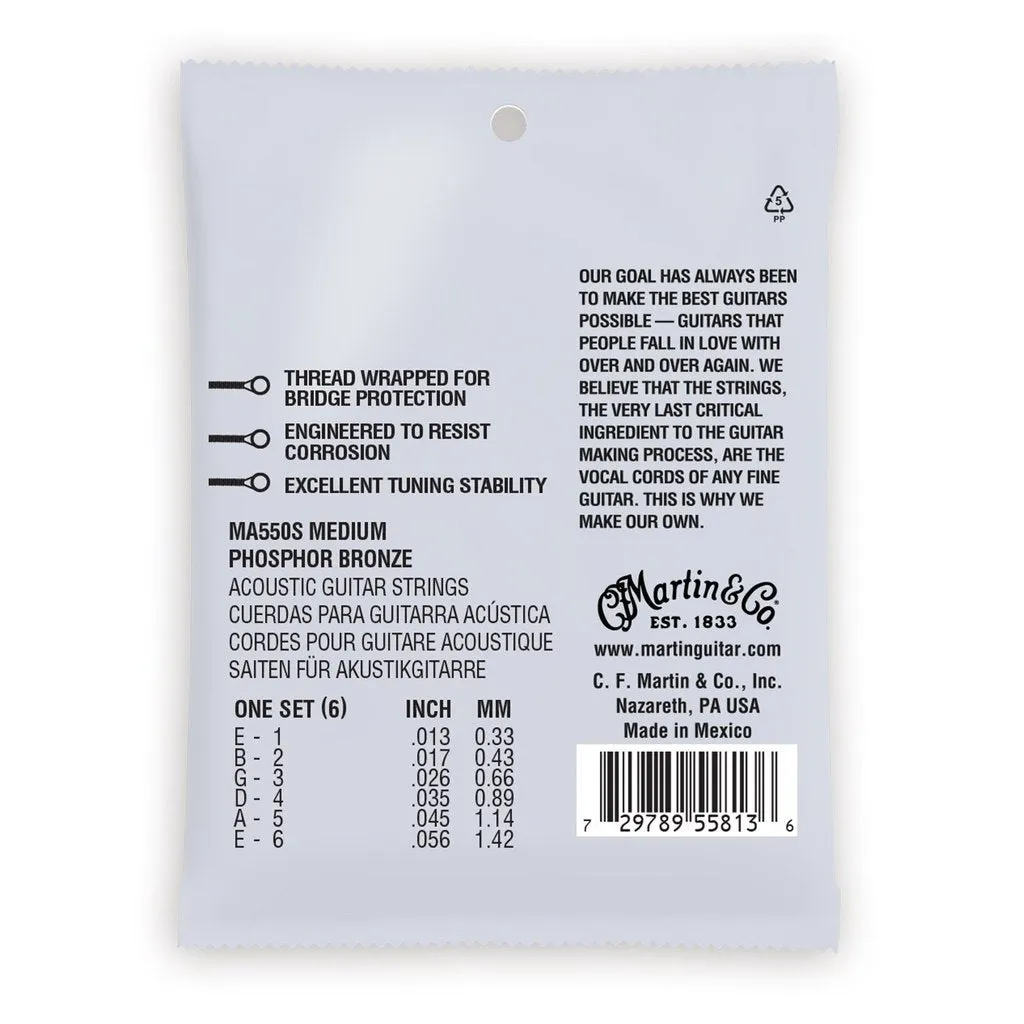 5
PP
OUR GOAL HAS ALWAYS BEEN
TO MAKE THE BEST GUITARS
POSSIBLE — GUITARS THAT
PEOPLE FALL IN LOVE WITH
OVER AND OVER AGAIN. WE
BELIEVE THAT THE STRINGS,
THE VERY LAST CRITICAL
INGREDIENT TO THE GUITAR
MAKING PROCESS, ARE THE
VOCAL CORDS OF ANY FINE
GUITAR. THIS IS WHY WE
MAKE OUR OWN.
THREAD WRAPPED FOR
BRIDGE PROTECTION
ENGINEERED TO RESIST
CORROSION
EXCELLENT TUNING STABILITY
MA550S MEDIUM
PHOSPHOR BRONZE
ACOUSTIC GUITAR STRINGS
CUERDAS PARA GUITARRA ACÚSTICA
CORDES POUR GUITARE ACOUSTIQUE
SAITEN FÜR AKUSTIKGITARRE
ONE SET (6) INCH MM
E - 1 .013 0.33
B - 2 .017 0.43
G - 3 .026 0.66
D - 4 .035 0.89
A - 5 .045 1.14
E - 6 .056 1.42
CF Martin & Co.
EST. 1833
www.martinguitar.com
C. F. Martin & Co., Inc.
Nazareth, PA USA
Made in Mexico
7 29789 55813 6